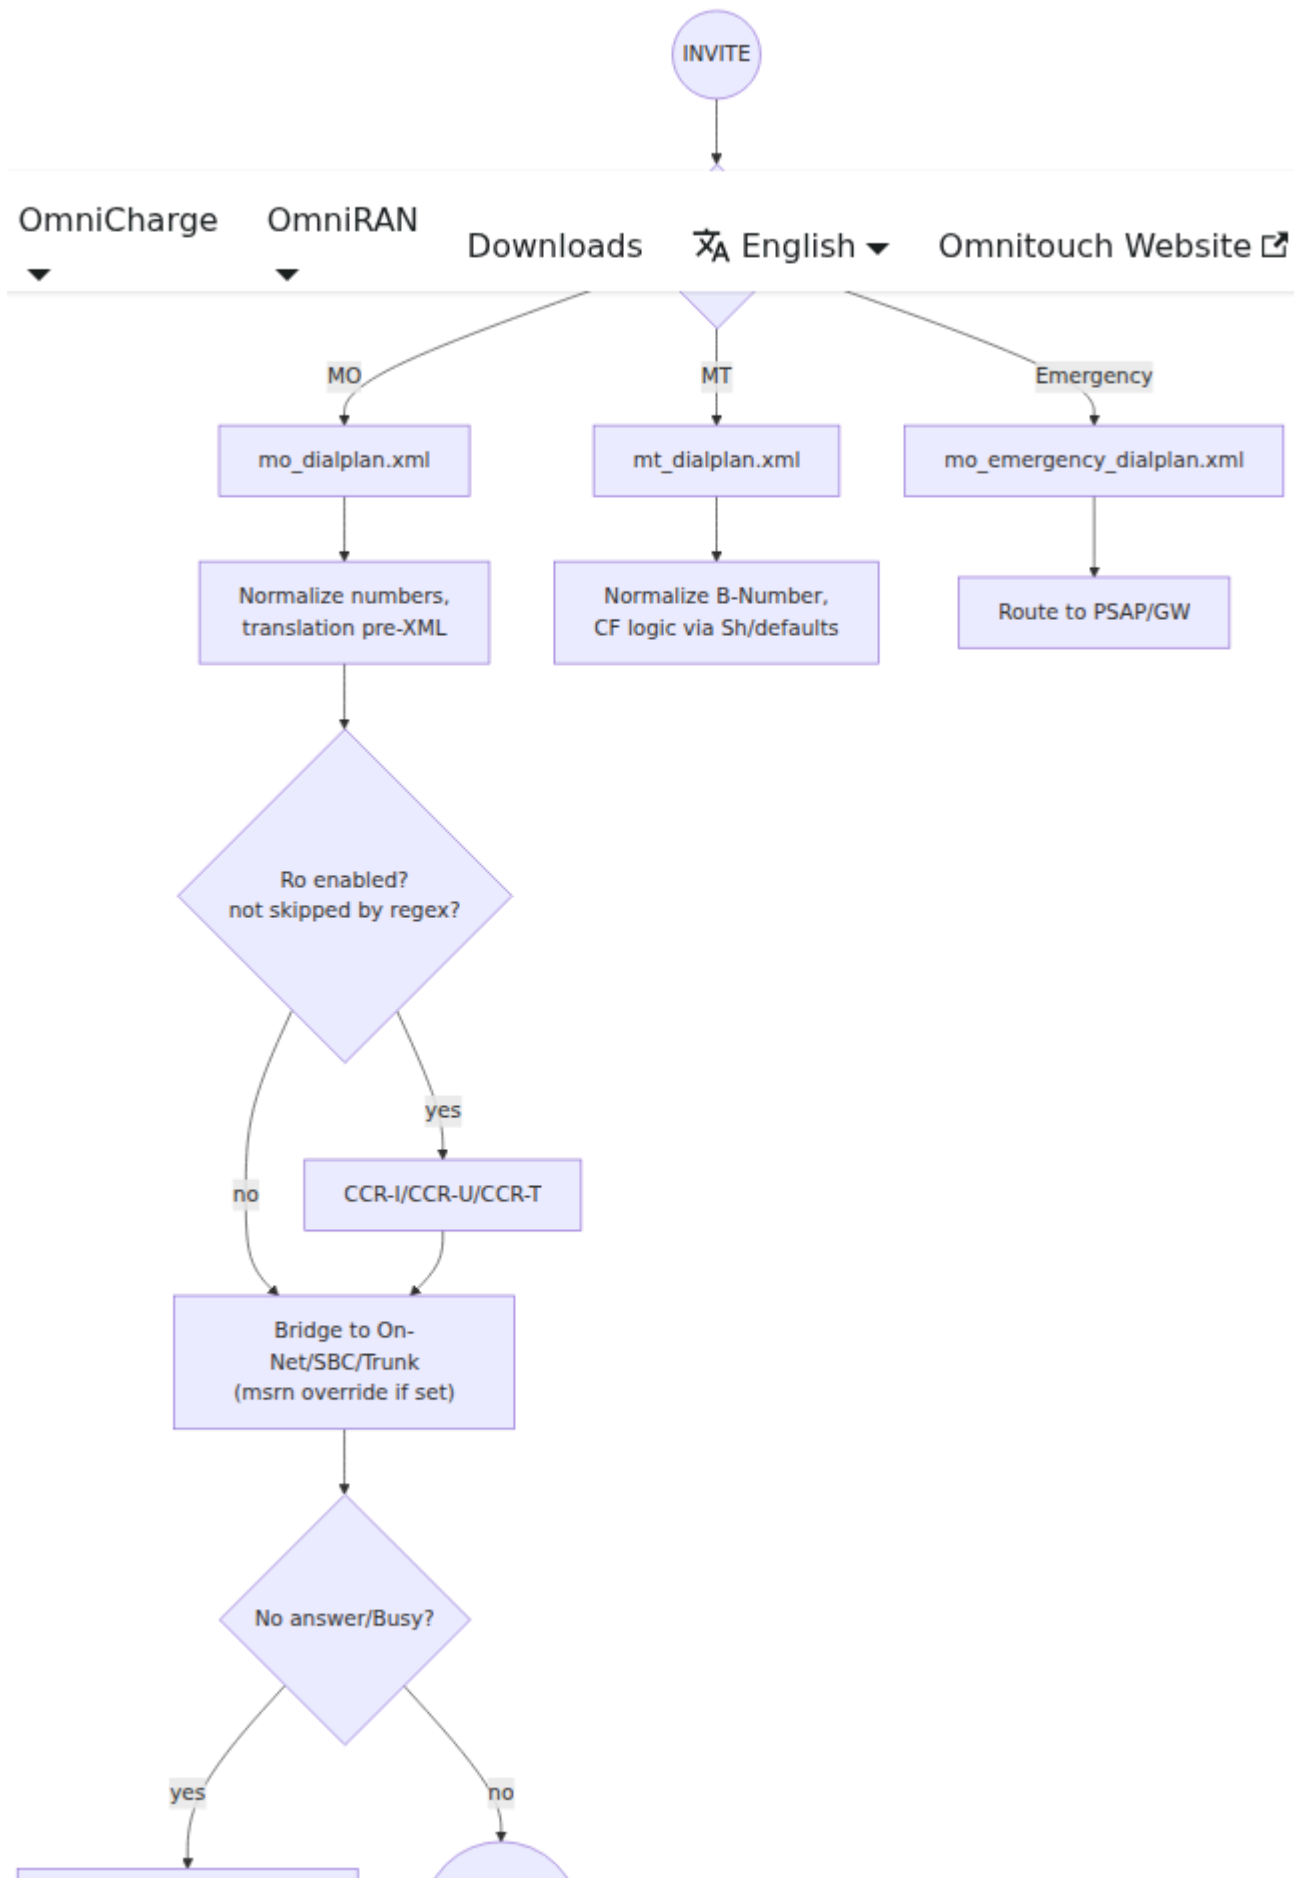 INVITE
OmniCharge
OmniRAN
Downloads
English
Omnitouch Website
MO
MT
Emergency
mo_dialplan.xml
mt_dialplan.xml
mo_emergency_dialplan.xml
Normalize numbers,
translation pre-XML
Normalize B-Number,
CF logic via Sh/defaults
Route to PSAP/GW
Ro enabled?
not skipped by regex?
yes
no
CCR-I/CCR-U/CCR-T
Bridge to On-
Net/SBC/Trunk
(msrn override if set)
No answer/Busy?
yes
no